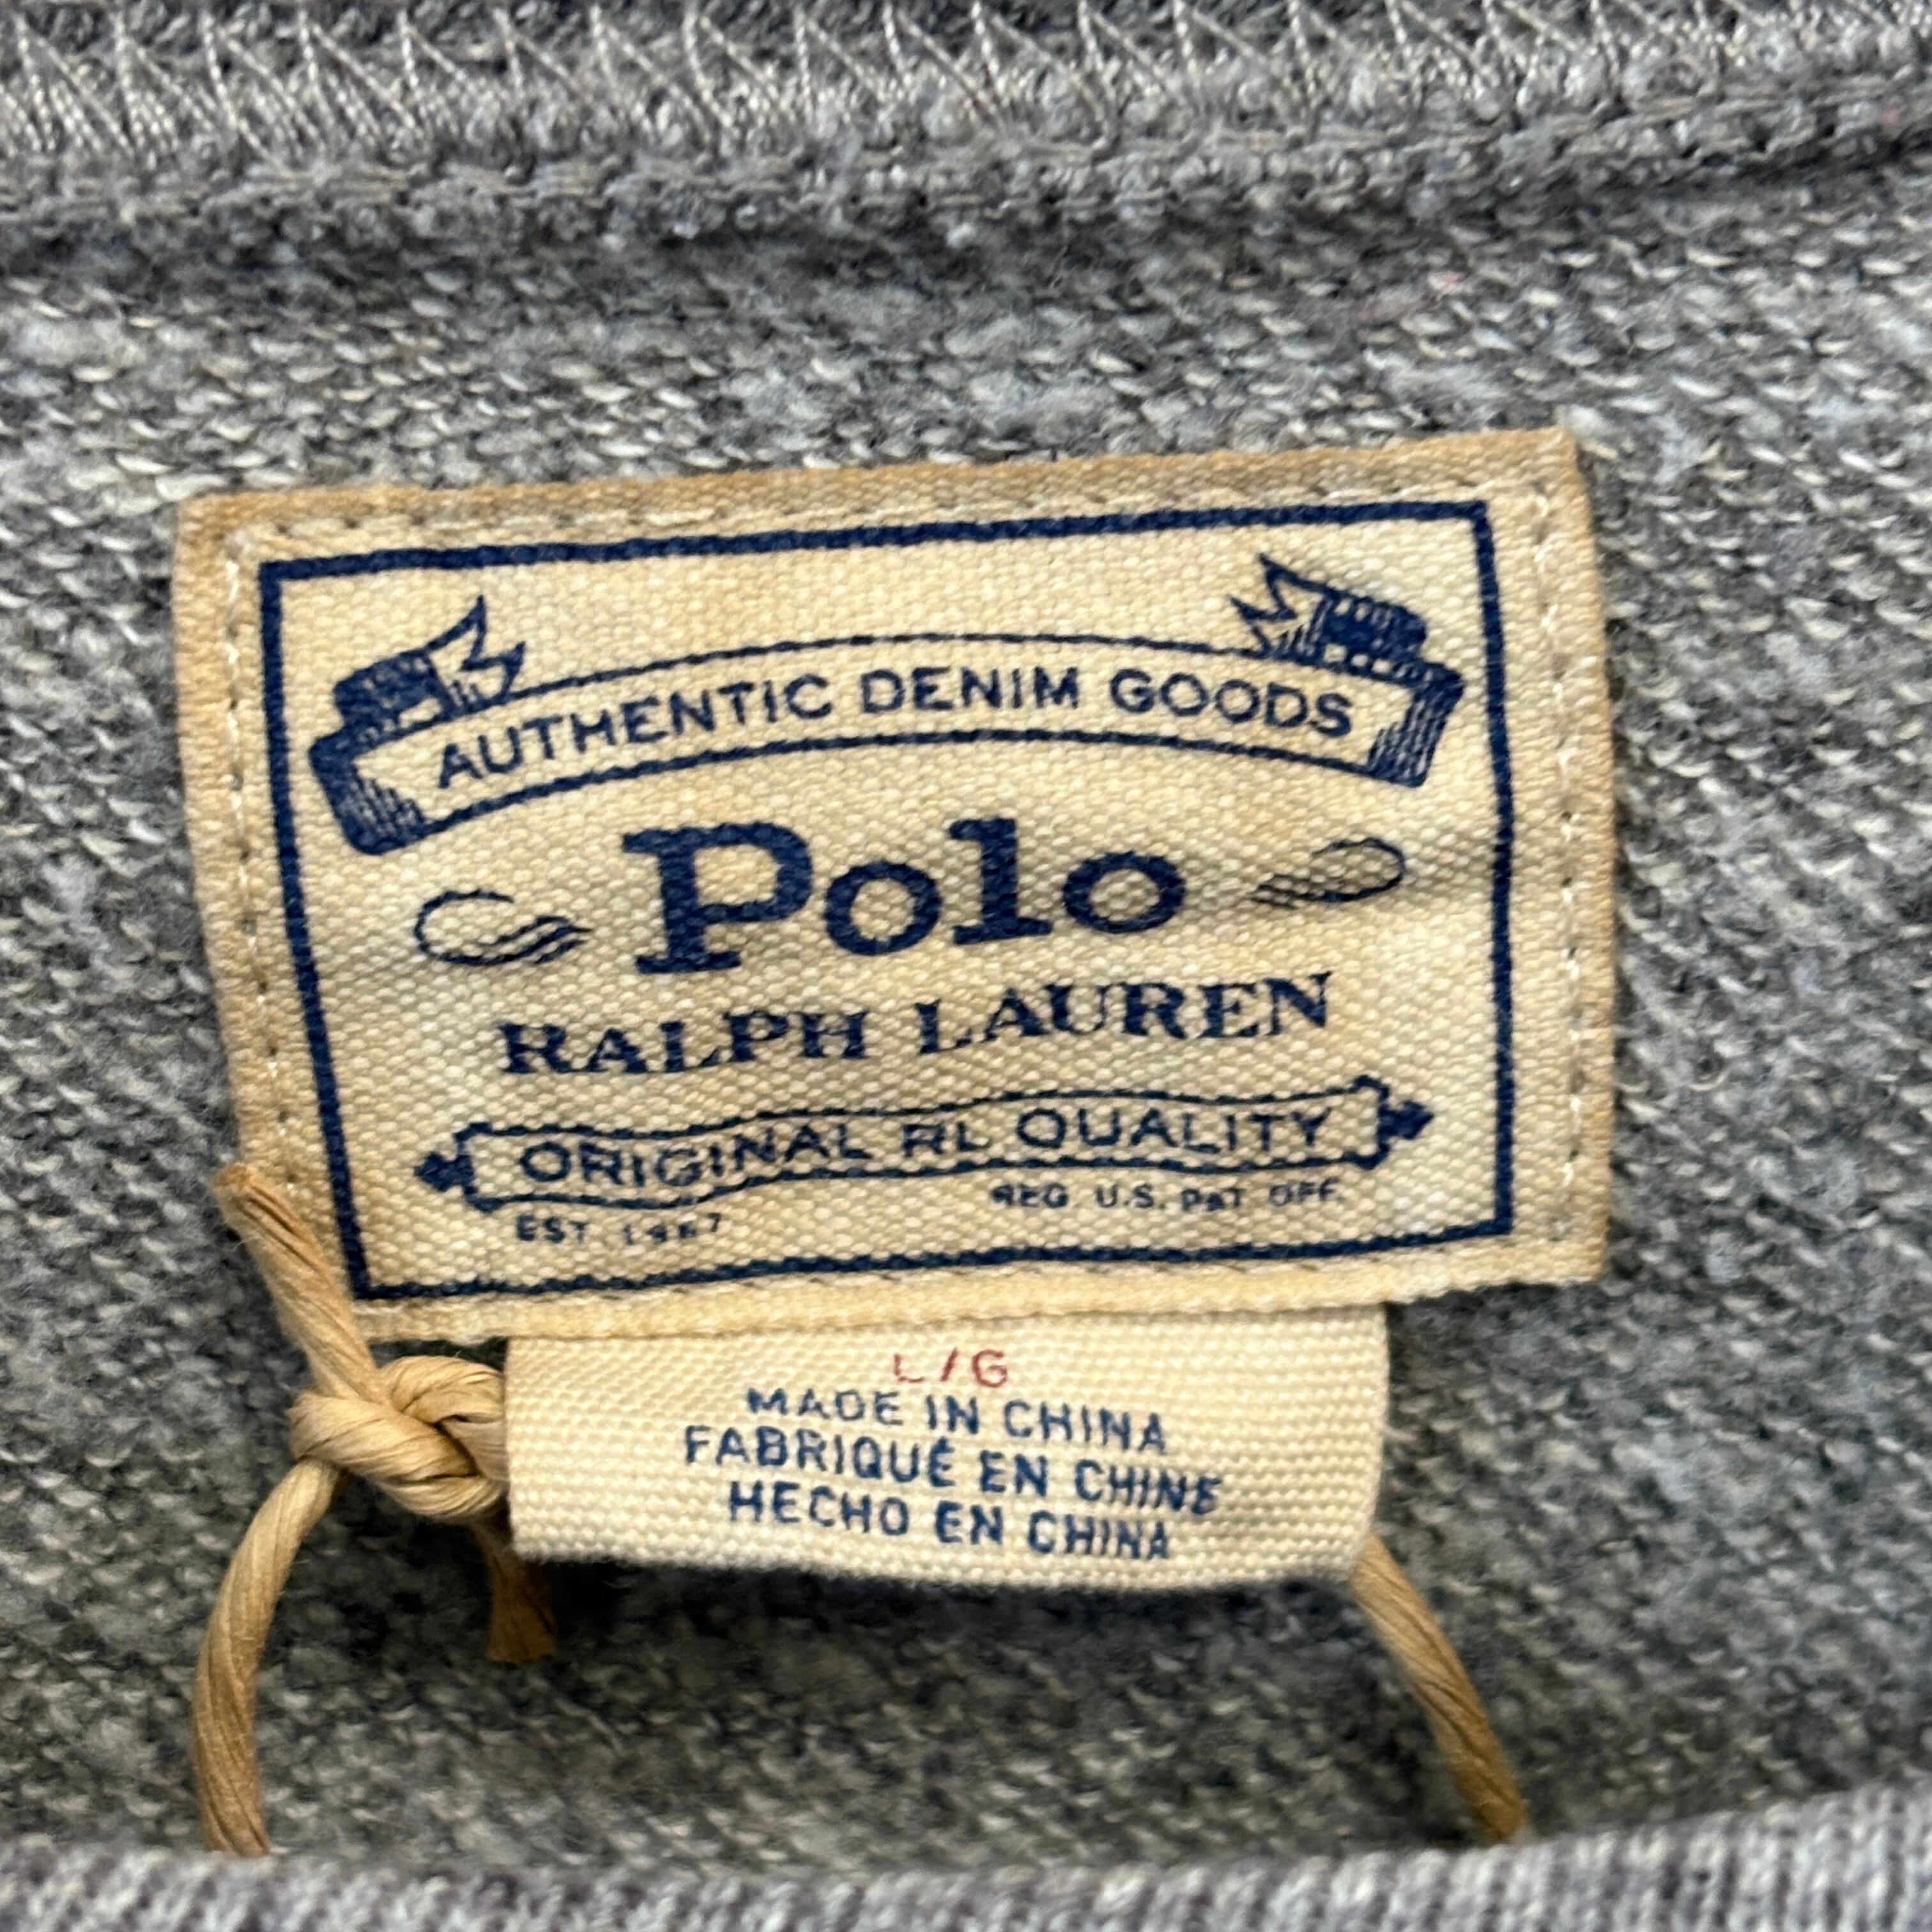 AUTHENTIC DENIM GOODS
Polo
RALPH LAUREN
ORIGINAL RL QUALITY
EST 1967 REG U.S. PAT OFF.
L/G
MADE IN CHINA
FABRIQUÉ EN CHINE
HECHO EN CHINA